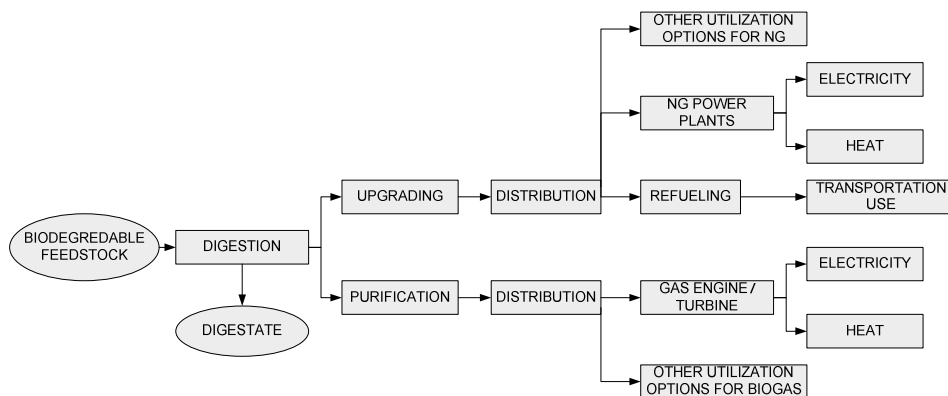 OTHER UTILIZATION
OPTIONS FOR NG
ELECTRICITY
NG POWER
PLANTS
HEAT
UPGRADING
DISTRIBUTION
REFUELING
TRANSPORTATION
USE
BIODEGREDABLE
FEEDSTOCK
DIGESTION
ELECTRICITY
PURIFICATION
DISTRIBUTION
GAS ENGINE /
TURBINE
DIGESTATE
HEAT
OTHER UTILIZATION
OPTIONS FOR BIOGAS